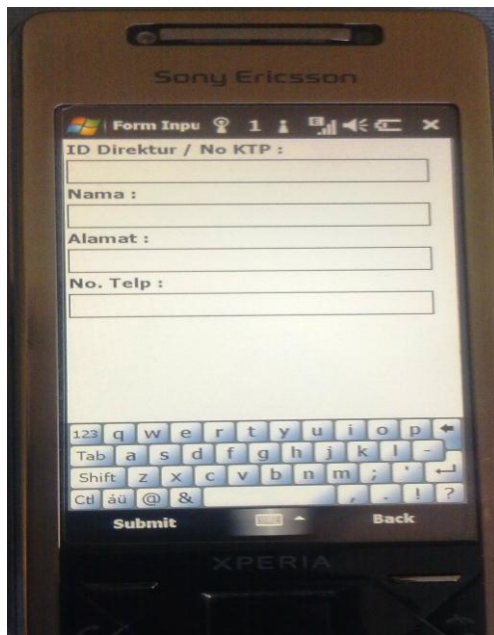 Sony Ericsson
Form Inpu 1 E
ID Direktur / No KTP :
Nama :
Alamat :
No. Telp :
123 q w e r t y u i o p
Tab a s d f g h j k l -
Shift z x c v b n m ; '
Ctl áü @ & , . ! ?
Submit Back
XPERIA